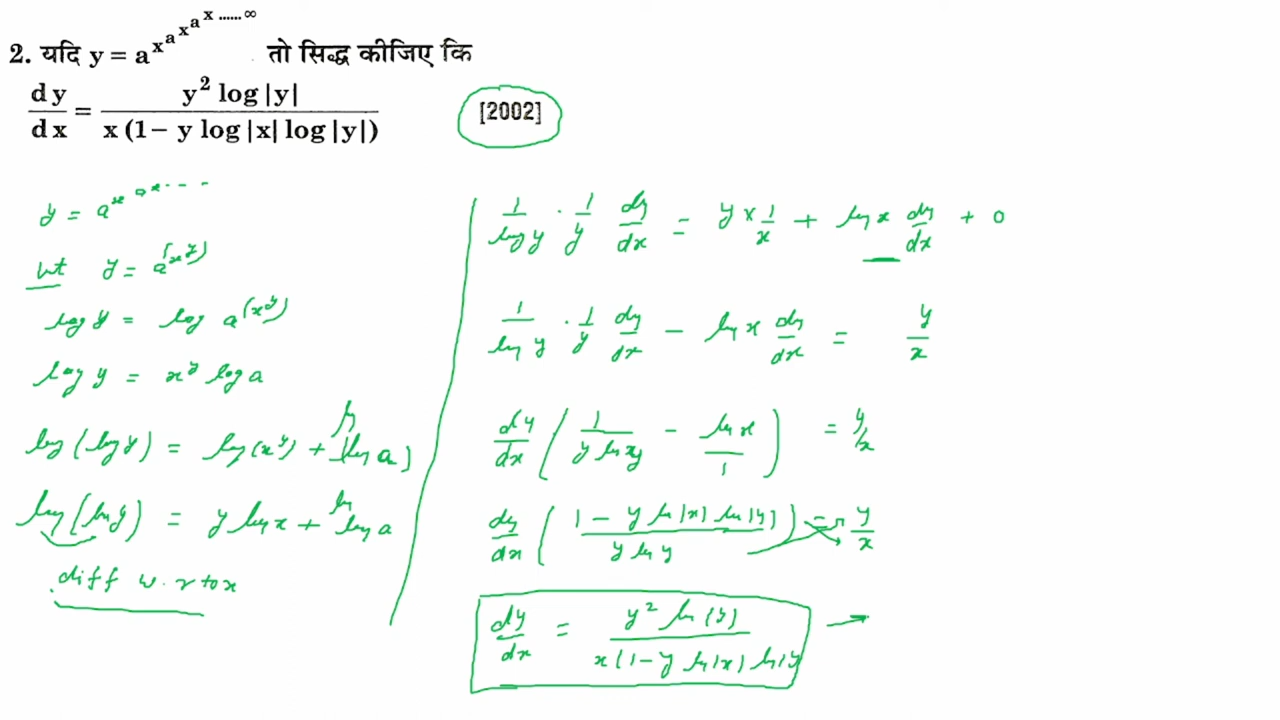 2. यदि y = a^x^a^x^a^x ......∞ तो सिद्ध कीजिए कि
dy/dx = y² log|y| / x(1 − y log|x| log|y|) [2002]
y = a^x^a^x - - -
Let y = a^(x^y)
log y = log a^(x^y)
log y = x^y log a
log(log y) = log(x^y) + log(log a)
log(log y) = y log x + log log a
diff w.r to x
1/log y · 1/y dy/dx = y × 1/x + log x dy/dx + 0
1/log y · 1/y dy/dx − log x dy/dx = y/x
dy/dx (1/y log y − log x/1) = y/x
dy/dx (1 − y log|x| log|y| / y log y) = y/x
dy/dx = y² log(y) / x(1 − y log|x| log|y